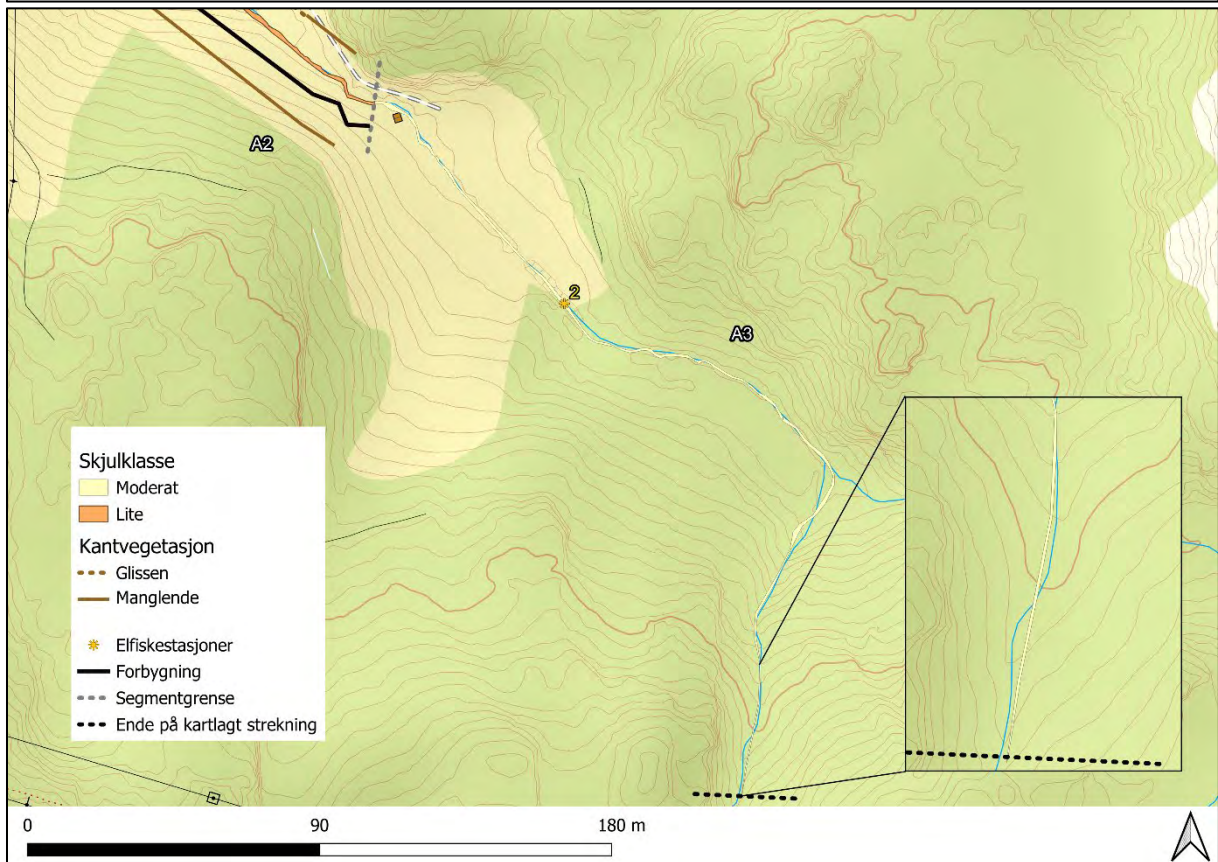 A2
2
A3
Skjulklasse
Moderat
Lite
Kantvegetasjon
Glissen
Manglende
Elfiskestasjoner
Forbygning
Segmentgrense
Ende på kartlagt strekning
0 90 180 m